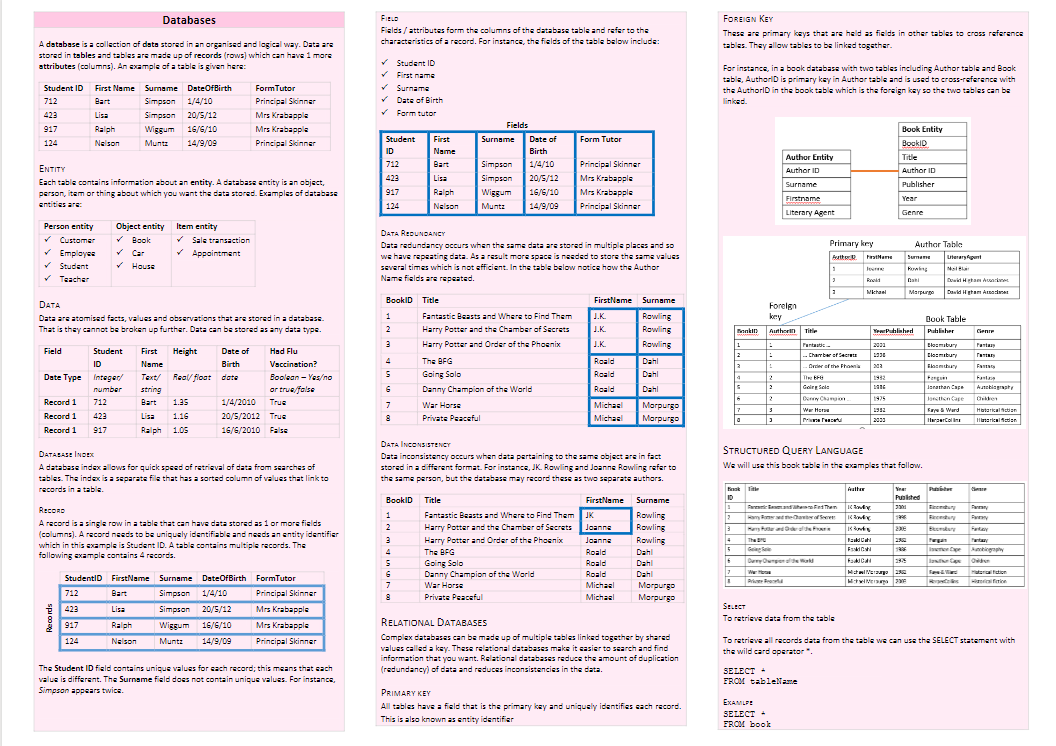 Databases
A database is a collection of data stored in an organised and logical way. Data are
stored in tables and tables are made up of records (rows) which can have 1 more
attributes (columns). An example of a table is given here:
Student ID First Name Surname DateOfBirth FormTutor
712 Bart Simpson 1/4/10 Principal Skinner
423 Lisa Simpson 20/5/12 Mrs Krabapple
917 Ralph Wiggum 16/6/10 Mrs Krabapple
124 Nelson Muntz 14/9/09 Principal Skinner
ENTITY
Each table contains information about an entity. A database entity is an object,
person, item or thing about which you want the data stored. Examples of database
entities are:
Person entity Object entity Item entity
✓ Customer ✓ Book ✓ Sale transaction
✓ Employee ✓ Car ✓ Appointment
✓ Student ✓ House
✓ Teacher
DATA
Data are atomised facts, values and observations that are stored in a database.
That is they cannot be broken up further. Data can be stored as any data type.
Field Student ID First Name Height Date of Birth Had Flu Vaccination?
Date Type Integer/ number Text/ string Real/ float date Boolean – Yes/no or true/false
Record 1 712 Bart 1.35 1/4/2010 True
Record 1 423 Lisa 1.16 20/5/2012 True
Record 1 917 Ralph 1.05 16/6/2010 False
DATABASE INDEX
A database index allows for quick speed of retrieval of data from searches of
tables. The index is a separate file that has a sorted column of values that link to
records in a table.
RECORD
A record is a single row in a table that can have data stored as 1 or more fields
(columns). A record needs to be uniquely identifiable and needs an entity identifier
which in this example is Student ID. A table contains multiple records. The
following example contains 4 records.
Records
StudentID FirstName Surname DateOfBirth FormTutor
712 Bart Simpson 1/4/10 Principal Skinner
423 Lisa Simpson 20/5/12 Mrs Krabapple
917 Ralph Wiggum 16/6/10 Mrs Krabapple
124 Nelson Muntz 14/9/09 Principal Skinner
The Student ID field contains unique values for each record; this means that each
value is different. The Surname field does not contain unique values. For instance,
Simpson appears twice.
FIELD
Fields / attributes form the columns of the database table and refer to the
characteristics of a record. For instance, the fields of the table below include:
✓ Student ID
✓ First name
✓ Surname
✓ Date of Birth
✓ Form tutor
Fields
Student ID First Name Surname Date of Birth Form Tutor
712 Bart Simpson 1/4/10 Principal Skinner
423 Lisa Simpson 20/5/12 Mrs Krabapple
917 Ralph Wiggum 16/6/10 Mrs Krabapple
124 Nelson Muntz 14/9/09 Principal Skinner
DATA REDUNDANCY
Data redundancy occurs when the same data are stored in multiple places and so
we have repeating data. As a result more space is needed to store the same values
several times which is not efficient. In the table below notice how the Author
Name fields are repeated.
BookID Title FirstName Surname
1 Fantastic Beasts and Where to Find Them J.K. Rowling
2 Harry Potter and the Chamber of Secrets J.K. Rowling
3 Harry Potter and Order of the Phoenix J.K. Rowling
4 The BFG Roald Dahl
5 Going Solo Roald Dahl
6 Danny Champion of the World Roald Dahl
7 War Horse Michael Morpurgo
8 Private Peaceful Michael Morpurgo
DATA INCONSISTENCY
Data inconsistency occurs when data pertaining to the same object are in fact
stored in a different format. For instance, JK. Rowling and Joanne Rowling refer to
the same person, but the database may record these as two separate authors.
BookID Title FirstName Surname
1 Fantastic Beasts and Where to Find Them JK Rowling
2 Harry Potter and the Chamber of Secrets Joanne Rowling
3 Harry Potter and Order of the Phoenix Joanne Rowling
4 The BFG Roald Dahl
5 Going Solo Roald Dahl
6 Danny Champion of the World Roald Dahl
7 War Horse Michael Morpurgo
8 Private Peaceful Michael Morpurgo
RELATIONAL DATABASES
Complex databases can be made up of multiple tables linked together by shared
values called a key. These relational databases make it easier to search and find
information that you want. Relational databases reduce the amount of duplication
(redundancy) of data and reduces inconsistencies in the data.
PRIMARY KEY
All tables have a field that is the primary key and uniquely identifies each record.
This is also known as entity identifier
FOREIGN KEY
These are primary keys that are held as fields in other tables to cross reference
tables. They allow tables to be linked together.
For instance, in a book database with two tables including Author table and Book
table, AuthorID is primary key in Author table and is used to cross-reference with
the AuthorID in the book table which is the foreign key so the two tables can be
linked.
Author Entity
Author ID
Surname
Firstname
Literary Agent
Book Entity
BookID
Title
Author ID
Publisher
Year
Genre
Primary key Author Table
AuthorID FirstName Surname LiteraryAgent
1 Joanne Rowling Neil Blair
2 Roald Dahl David Higham Associates
3 Michael Morpurgo David Higham Associates
Foreign key
Book Table
BookID AuthorID Title YearPublished Publisher Genre
1 1 Fantastic ... 2001 Bloomsbury Fantasy
2 1 ... Chamber of Secrets 1998 Bloomsbury Fantasy
3 1 ... Order of the Phoenix 203 Bloomsbury Fantasy
4 2 The BFG 1982 Penguin Fantasy
5 2 Going Solo 1986 Jonathan Cape Autobiography
6 2 Danny Champion ... 1975 Jonathan Cape Children
7 3 War Horse 1982 Kaye & Ward Historical fiction
8 3 Private Peaceful 2003 HarperCollins Historical fiction
STRUCTURED QUERY LANGUAGE
We will use this book table in the examples that follow.
Book ID Title Author Year Published Publisher Genre
1 Fantastic Beasts and Where to Find Them JK Rowling 2001 Bloomsbury Fantasy
2 Harry Potter and the Chamber of Secrets JK Rowling 1998 Bloomsbury Fantasy
3 Harry Potter and Order of the Phoenix JK Rowling 2003 Bloomsbury Fantasy
4 The BFG Roald Dahl 1982 Penguin Fantasy
5 Going Solo Roald Dahl 1986 Jonathan Cape Autobiography
6 Danny Champion of the World Roald Dahl Jonathan Cape Children
7 War Horse Michael Morpurgo 1982 Kaye & Ward Historical fiction
8 Private Peaceful Michael Morpurgo 2003 HarperCollins Historical fiction
SELECT
To retrieve data from the table
To retrieve all records data from the table we can use the SELECT statement with
the wild card operator *.
SELECT *
FROM tableName
EXAMLPE
SELECT *
FROM book